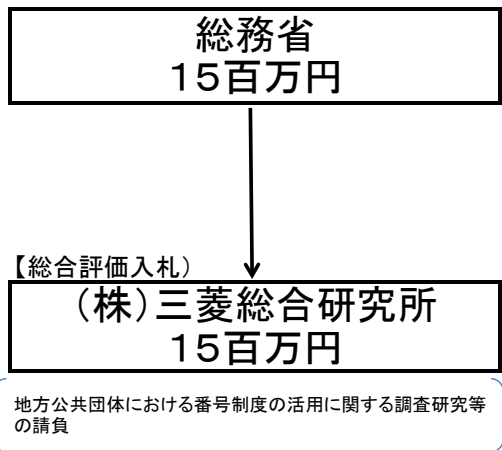 総務省
15百万円
【総合評価入札）
（株）三菱総合研究所
15百万円
地方公共団体における番号制度の活用に関する調査研究等
の請負